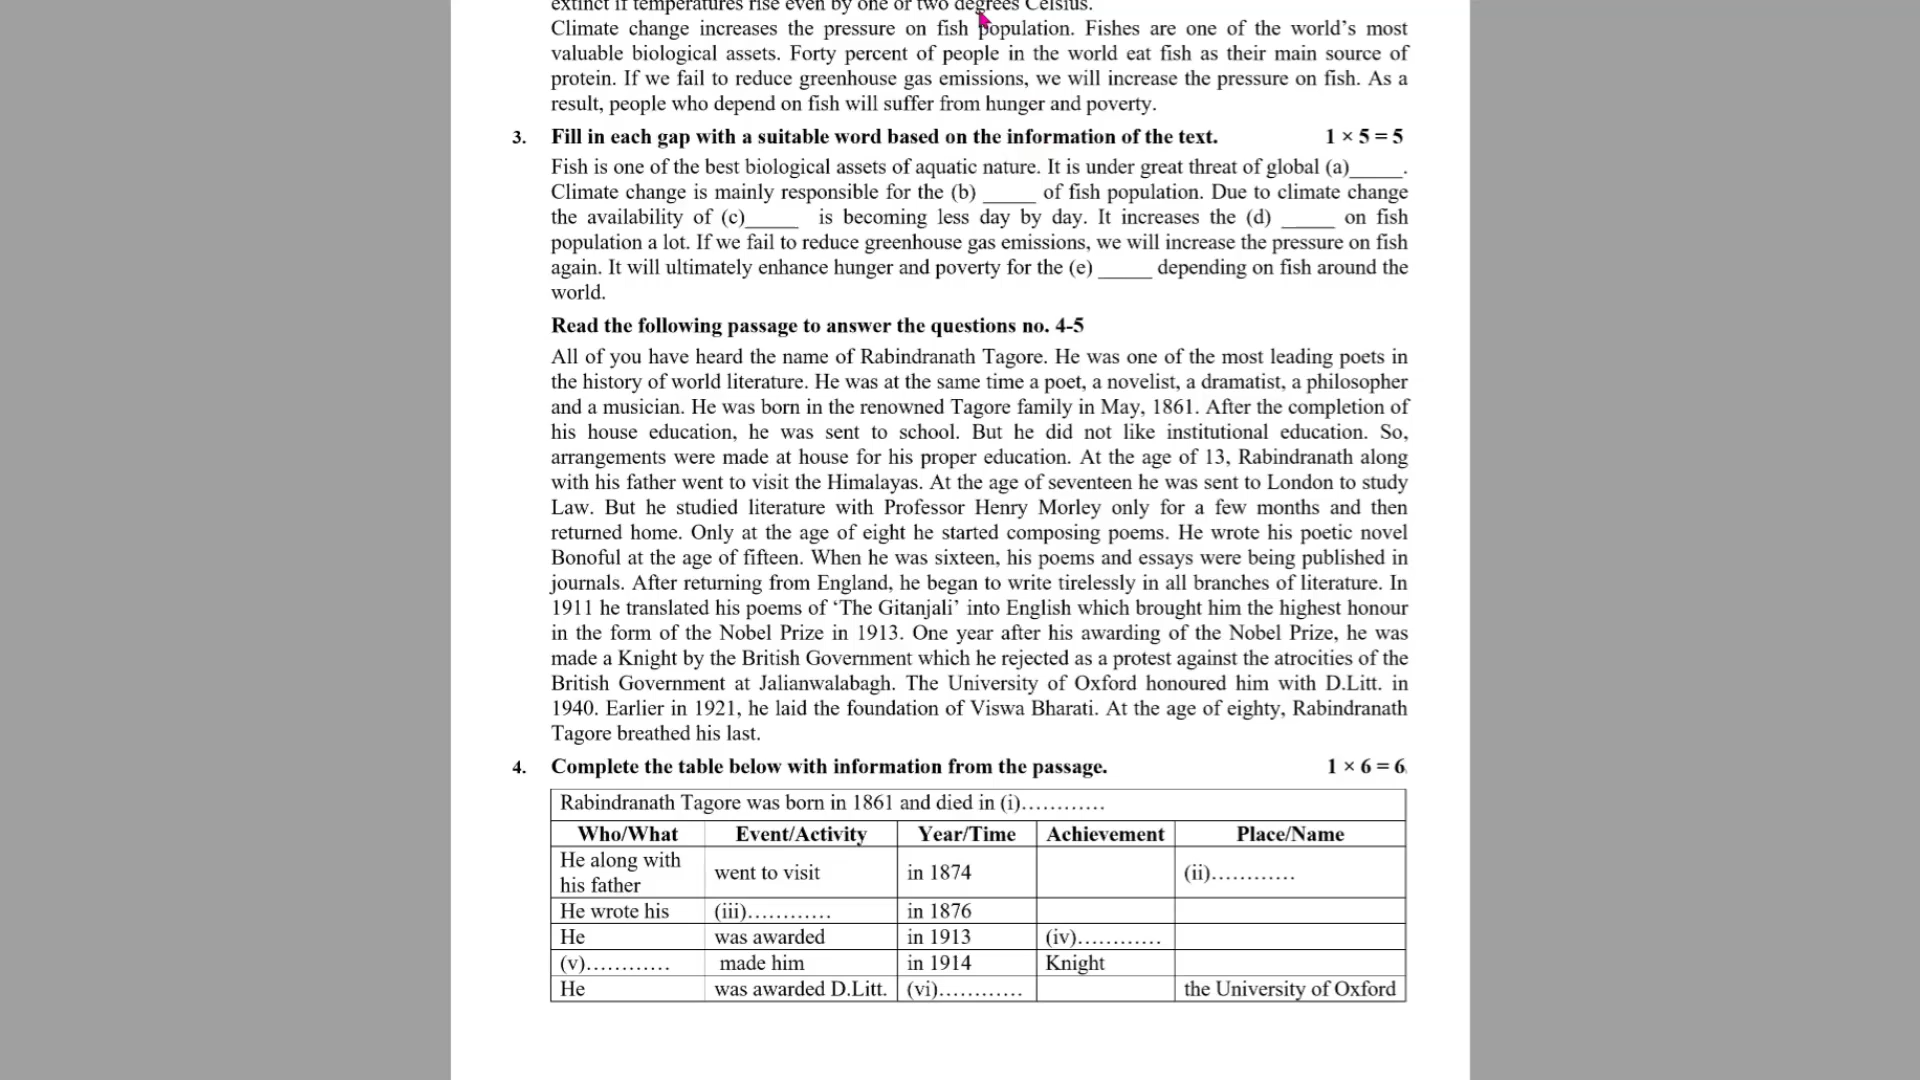 extinct if temperatures rise even by one or two degrees Celsius.
Climate change increases the pressure on fish population. Fishes are one of the world's most
valuable biological assets. Forty percent of people in the world eat fish as their main source of
protein. If we fail to reduce greenhouse gas emissions, we will increase the pressure on fish. As a
result, people who depend on fish will suffer from hunger and poverty.
3. Fill in each gap with a suitable word based on the information of the text. 1 × 5 = 5
Fish is one of the best biological assets of aquatic nature. It is under great threat of global (a)_____.
Climate change is mainly responsible for the (b) _____ of fish population. Due to climate change
the availability of (c)_____ is becoming less day by day. It increases the (d) _____ on fish
population a lot. If we fail to reduce greenhouse gas emissions, we will increase the pressure on fish
again. It will ultimately enhance hunger and poverty for the (e) _____ depending on fish around the
world.
Read the following passage to answer the questions no. 4-5
All of you have heard the name of Rabindranath Tagore. He was one of the most leading poets in
the history of world literature. He was at the same time a poet, a novelist, a dramatist, a philosopher
and a musician. He was born in the renowned Tagore family in May, 1861. After the completion of
his house education, he was sent to school. But he did not like institutional education. So,
arrangements were made at house for his proper education. At the age of 13, Rabindranath along
with his father went to visit the Himalayas. At the age of seventeen he was sent to London to study
Law. But he studied literature with Professor Henry Morley only for a few months and then
returned home. Only at the age of eight he started composing poems. He wrote his poetic novel
Bonoful at the age of fifteen. When he was sixteen, his poems and essays were being published in
journals. After returning from England, he began to write tirelessly in all branches of literature. In
1911 he translated his poems of ‘The Gitanjali’ into English which brought him the highest honour
in the form of the Nobel Prize in 1913. One year after his awarding of the Nobel Prize, he was
made a Knight by the British Government which he rejected as a protest against the atrocities of the
British Government at Jalianwalabagh. The University of Oxford honoured him with D.Litt. in
1940. Earlier in 1921, he laid the foundation of Viswa Bharati. At the age of eighty, Rabindranath
Tagore breathed his last.
4. Complete the table below with information from the passage. 1 × 6 = 6
Rabindranath Tagore was born in 1861 and died in (i)............
Who/What Event/Activity Year/Time Achievement Place/Name
He along with
his father went to visit in 1874 (ii)............
He wrote his (iii)............ in 1876
He was awarded in 1913 (iv)............
(v)............ made him in 1914 Knight
He was awarded D.Litt. (vi)............ the University of Oxford